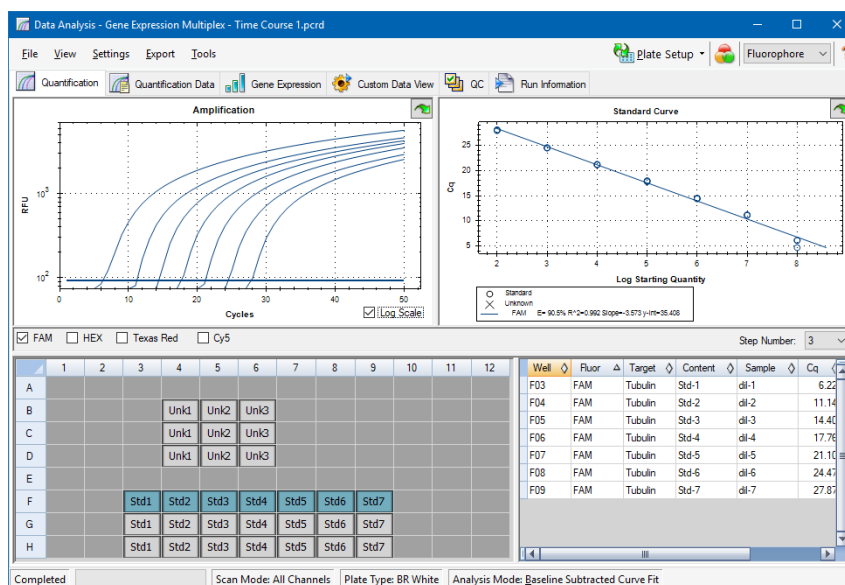 Data Analysis - Gene Expression Multiplex - Time Course 1.pcrd
File View Settings Export Tools Plate Setup Fluorophore
Quantification Quantification Data Gene Expression Custom Data View QC Run Information
Amplification
RFU
10^3
10^2
0 10 20 30 40 50
Cycles
Log Scale
Standard Curve
Cq
25
20
15
10
5
2 3 4 5 6 7 8
Log Starting Quantity
Standard
Unknown
FAM E= 90.5% R^2=0.992 Slope=-3.573 y-int=35.408
FAM HEX Texas Red Cy5 Step Number: 3
1 2 3 4 5 6 7 8 9 10 11 12
A
B Unk1 Unk2 Unk3
C Unk1 Unk2 Unk3
D Unk1 Unk2 Unk3
E
F Std1 Std2 Std3 Std4 Std5 Std6 Std7
G Std1 Std2 Std3 Std4 Std5 Std6 Std7
H Std1 Std2 Std3 Std4 Std5 Std6 Std7
Well Fluor Target Content Sample Cq
F03 FAM Tubulin Std-1 dil-1 6.22
F04 FAM Tubulin Std-2 dil-2 11.14
F05 FAM Tubulin Std-3 dil-3 14.40
F06 FAM Tubulin Std-4 dil-4 17.76
F07 FAM Tubulin Std-5 dil-5 21.10
F08 FAM Tubulin Std-6 dil-6 24.47
F09 FAM Tubulin Std-7 dil-7 27.87
Completed Scan Mode: All Channels Plate Type: BR White Analysis Mode: Baseline Subtracted Curve Fit